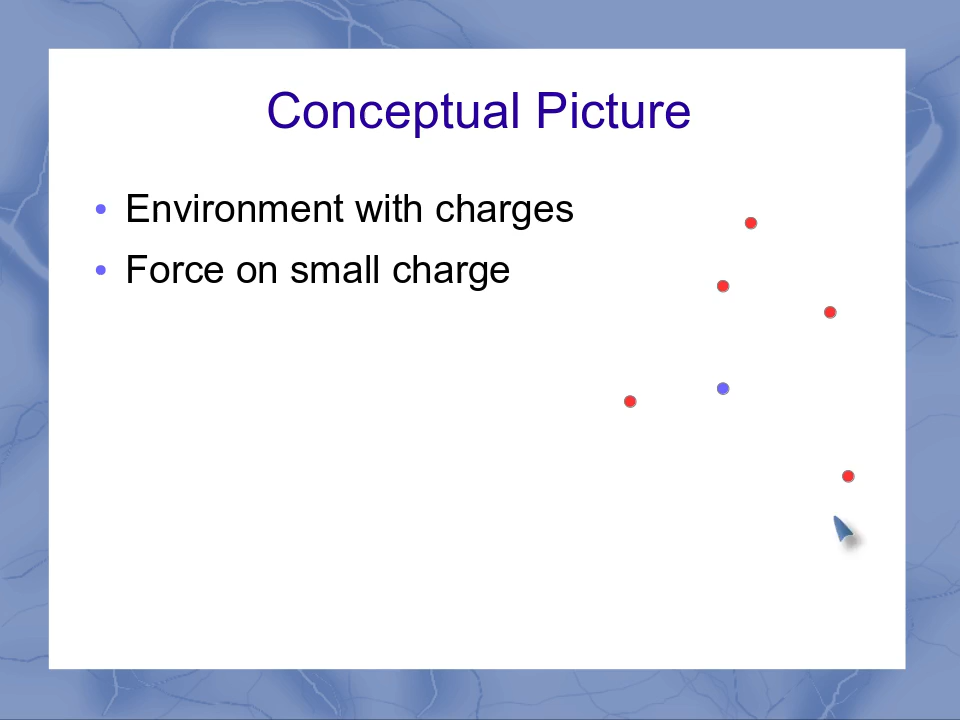 Conceptual Picture
• Environment with charges
• Force on small charge